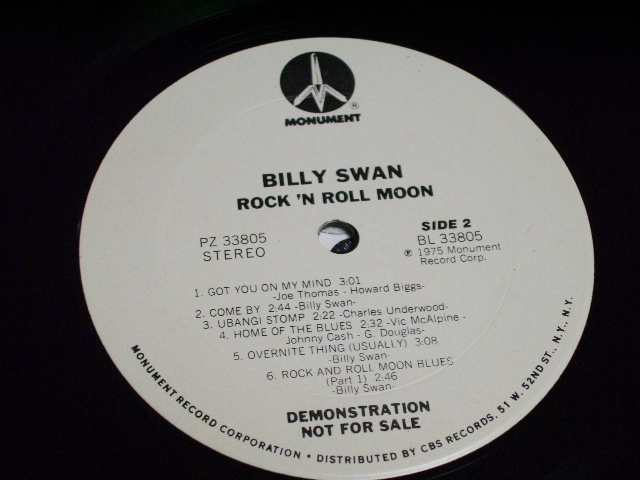 ®
MONUMENT
BILLY SWAN
ROCK 'N ROLL MOON
PZ 33805
STEREO
SIDE 2
BL 33805
℗ 1975 Monument
Record Corp.
1. GOT YOU ON MY MIND 3:01
-Joe Thomas - Howard Biggs-
2. COME BY 2:44 -Billy Swan-
3. UBANGI STOMP 2:22 -Charles Underwood-
4. HOME OF THE BLUES 2:32 -Vic McAlpine -
Johnny Cash - G. Douglas-
5. OVERNITE THING (USUALLY) 3:08
-Billy Swan-
6. ROCK AND ROLL MOON BLUES
(Part 1) 2:46
-Billy Swan-
DEMONSTRATION
NOT FOR SALE
MONUMENT RECORD CORPORATION • DISTRIBUTED BY CBS RECORDS, 51 W. 52ND ST., N.Y., N.Y.